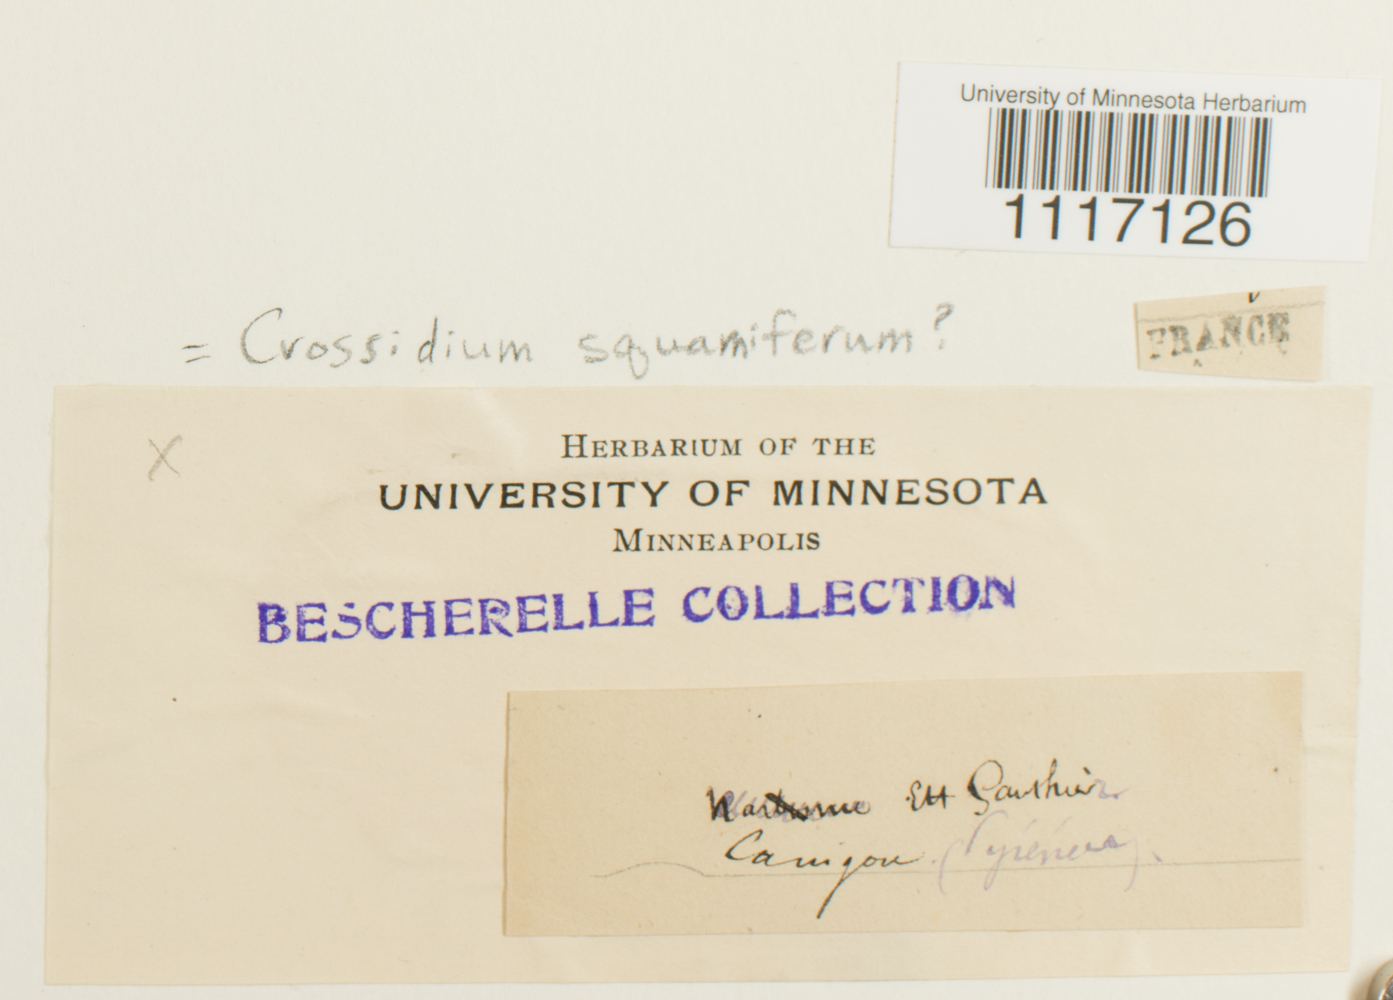 University of Minnesota Herbarium
1117126
= Crossidium squamiferum?
FRANCE
X
HERBARIUM OF THE
UNIVERSITY OF MINNESOTA
MINNEAPOLIS
BESCHERELLE COLLECTION
Gauthier
Canigou (Pyrénées).